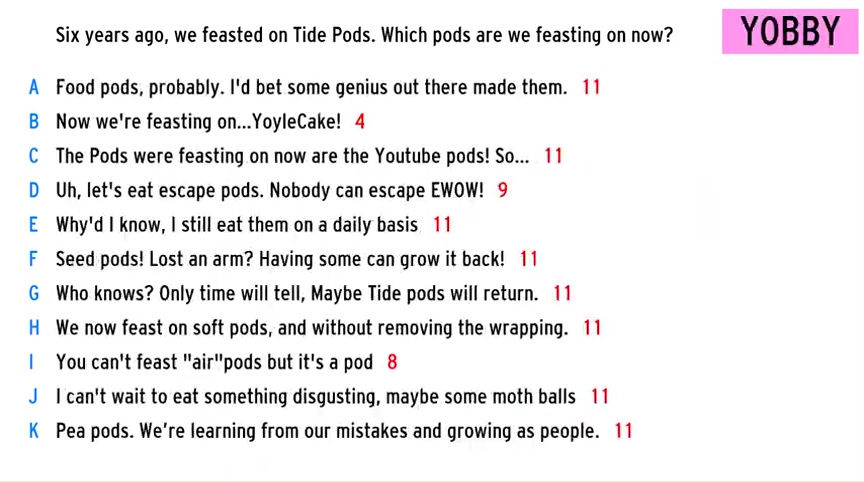 Six years ago, we feasted on Tide Pods. Which pods are we feasting on now?
YOBBY
A Food pods, probably. I'd bet some genius out there made them. 11
B Now we're feasting on...YoyleCake! 4
C The Pods were feasting on now are the Youtube pods! So... 11
D Uh, let's eat escape pods. Nobody can escape EWOW! 9
E Why'd I know, I still eat them on a daily basis 11
F Seed pods! Lost an arm? Having some can grow it back! 11
G Who knows? Only time will tell, Maybe Tide pods will return. 11
H We now feast on soft pods, and without removing the wrapping. 11
I You can't feast "air"pods but it's a pod 8
J I can't wait to eat something disgusting, maybe some moth balls 11
K Pea pods. We’re learning from our mistakes and growing as people. 11